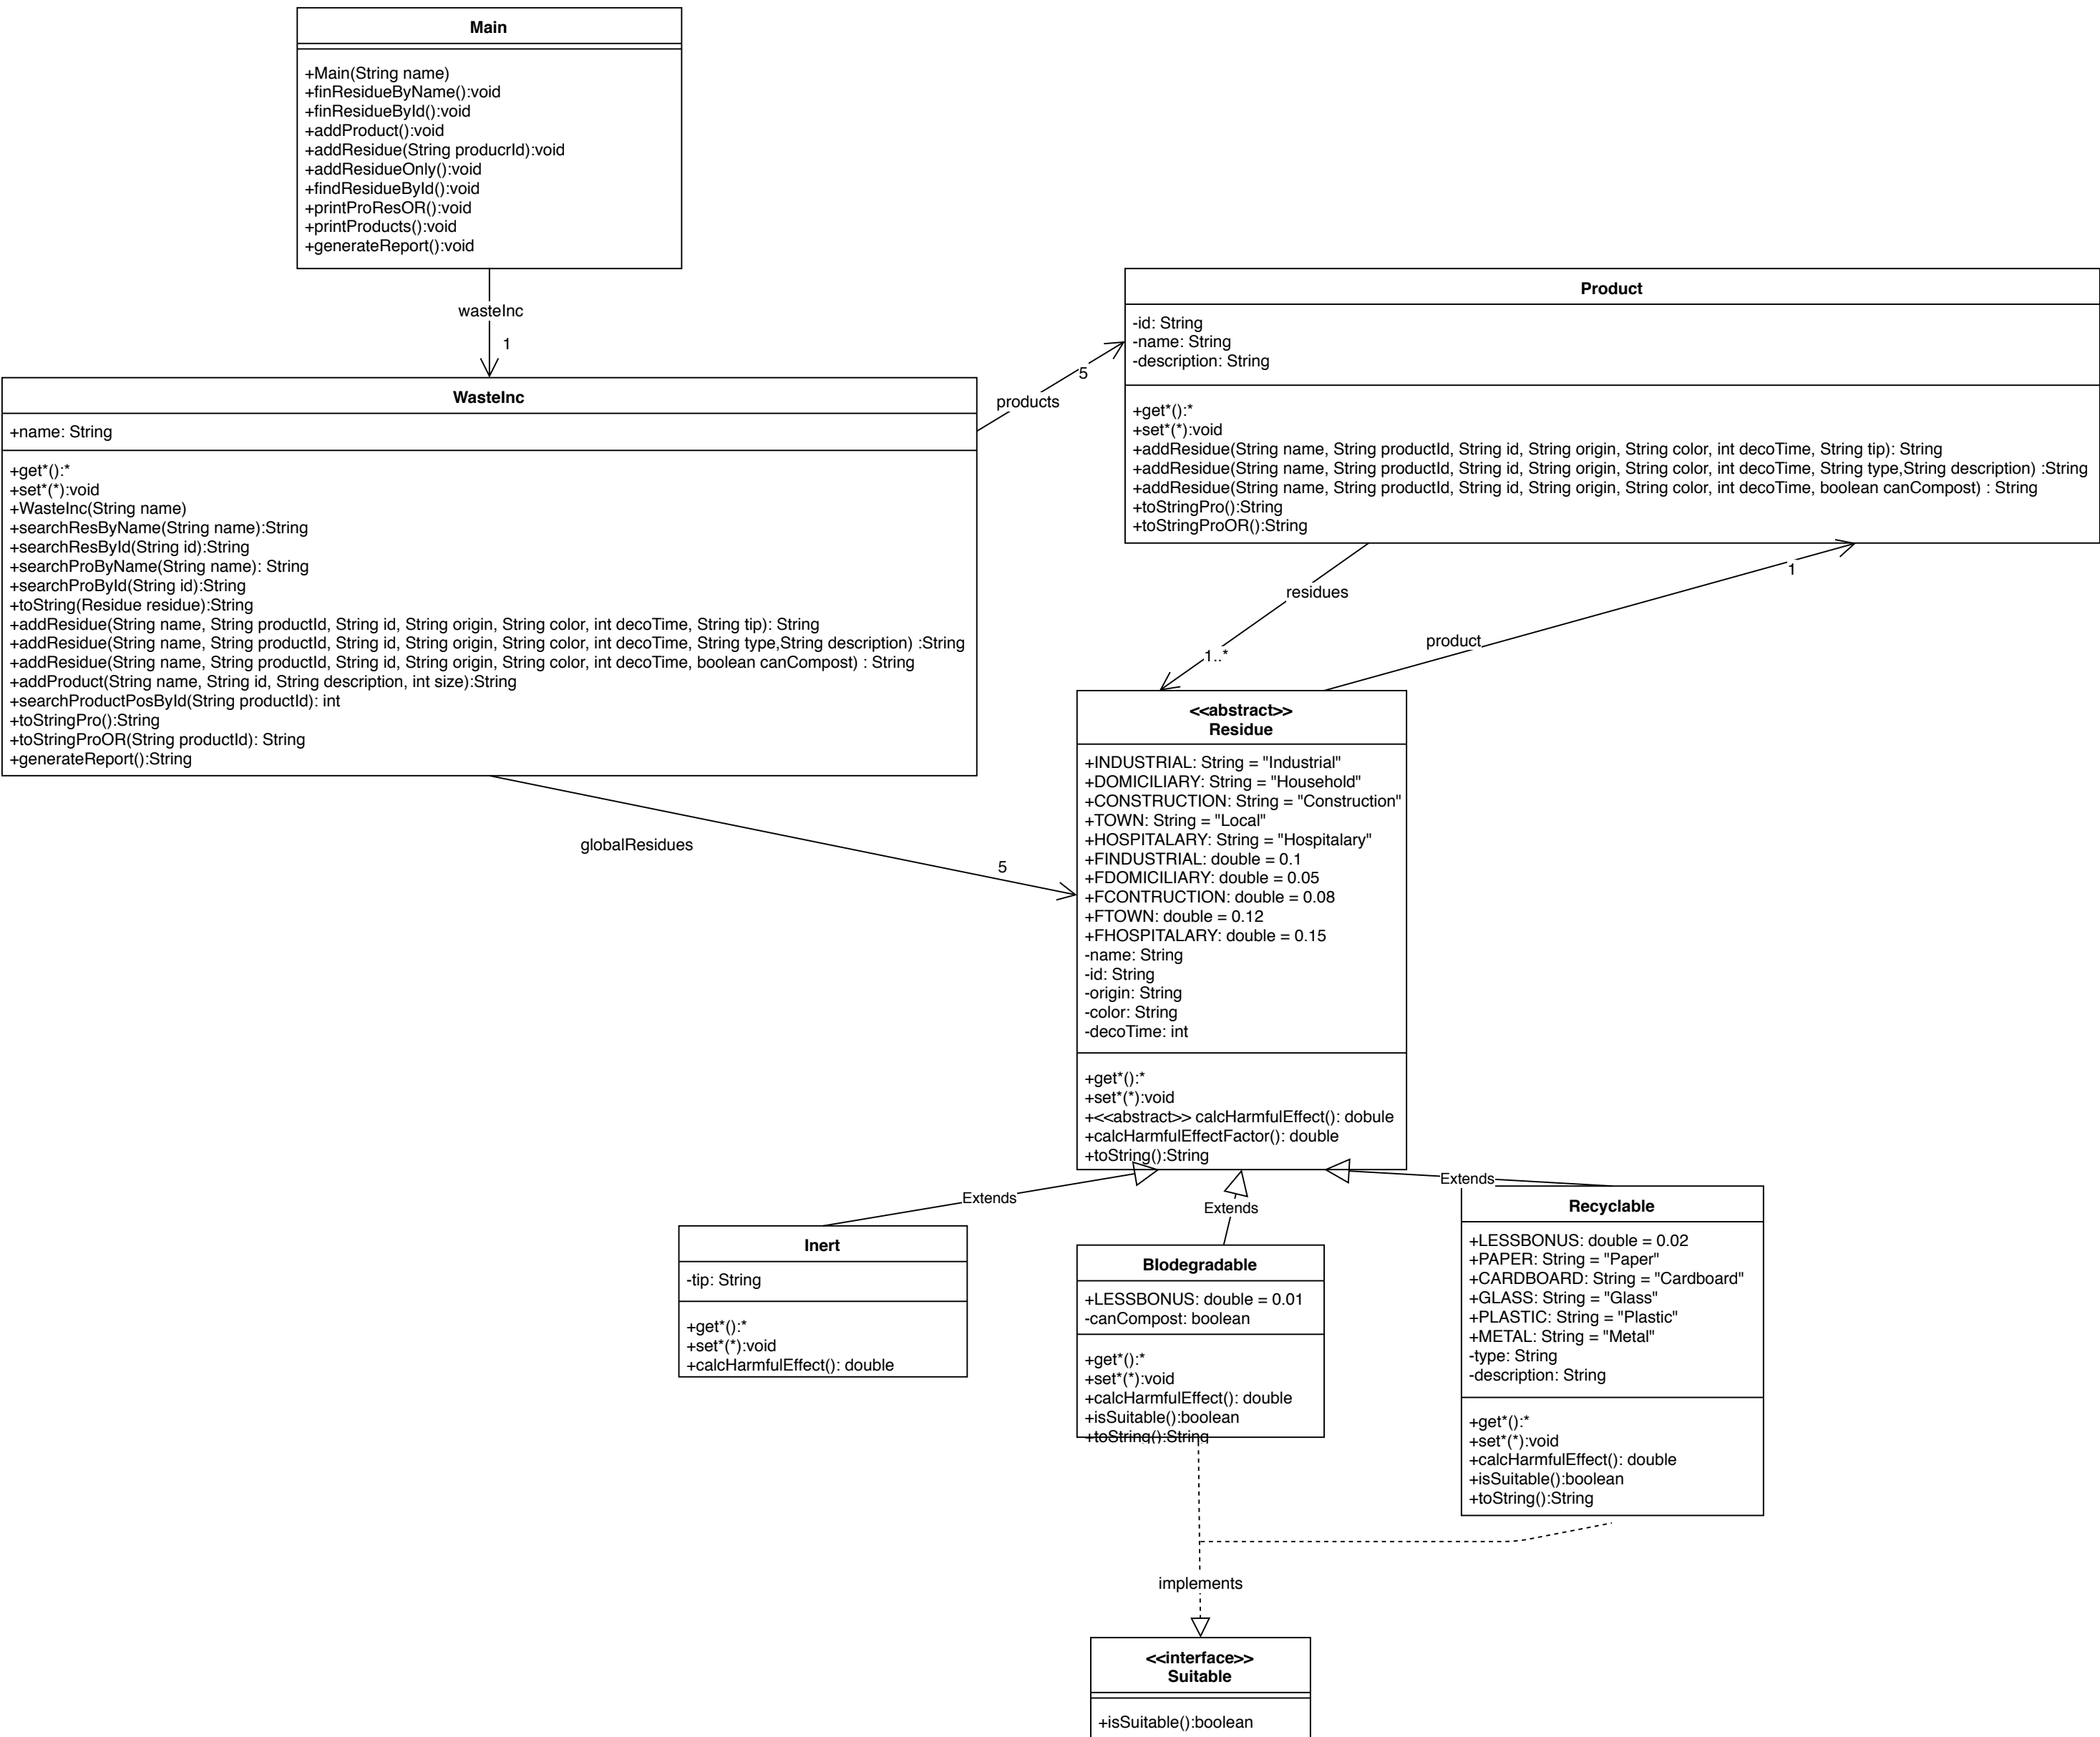 Main
+Main(String name)
+finResidueByName():void
+finResidueById():void
+addProduct():void
+addResidue(String producrId):void
+addResidueOnly():void
+findResidueById():void
+printProResOR():void
+printProducts():void
+generateReport():void
wasteInc
1
WasteInc
+name: String
+get*():*
+set*(*):void
+WasteInc(String name)
+searchResByName(String name):String
+searchResById(String id):String
+searchProByName(String name): String
+searchProById(String id):String
+toString(Residue residue):String
+addResidue(String name, String productId, String id, String origin, String color, int decoTime, String tip): String
+addResidue(String name, String productId, String id, String origin, String color, int decoTime, String type,String description) :String
+addResidue(String name, String productId, String id, String origin, String color, int decoTime, boolean canCompost) : String
+addProduct(String name, String id, String description, int size):String
+searchProductPosById(String productId): int
+toStringPro():String
+toStringProOR(String productId): String
+generateReport():String
products
5
Product
-id: String
-name: String
-description: String
+get*():*
+set*(*):void
+addResidue(String name, String productId, String id, String origin, String color, int decoTime, String tip): String
+addResidue(String name, String productId, String id, String origin, String color, int decoTime, String type,String description) :String
+addResidue(String name, String productId, String id, String origin, String color, int decoTime, boolean canCompost) : String
+toStringPro():String
+toStringProOR():String
residues
1..*
product
1
globalResidues
5
<<abstract>>
Residue
+INDUSTRIAL: String = "Industrial"
+DOMICILIARY: String = "Household"
+CONSTRUCTION: String = "Construction"
+TOWN: String = "Local"
+HOSPITALARY: String = "Hospitalary"
+FINDUSTRIAL: double = 0.1
+FDOMICILIARY: double = 0.05
+FCONTRUCTION: double = 0.08
+FTOWN: double = 0.12
+FHOSPITALARY: double = 0.15
-name: String
-id: String
-origin: String
-color: String
-decoTime: int
+get*():*
+set*(*):void
+<<abstract>> calcHarmfulEffect(): dobule
+calcHarmfulEffectFactor(): double
+toString():String
Extends
Extends
Extends
Inert
-tip: String
+get*():*
+set*(*):void
+calcHarmfulEffect(): double
BIodegradable
+LESSBONUS: double = 0.01
-canCompost: boolean
+get*():*
+set*(*):void
+calcHarmfulEffect(): double
+isSuitable():boolean
+toString():String
Recyclable
+LESSBONUS: double = 0.02
+PAPER: String = "Paper"
+CARDBOARD: String = "Cardboard"
+GLASS: String = "Glass"
+PLASTIC: String = "Plastic"
+METAL: String = "Metal"
-type: String
-description: String
+get*():*
+set*(*):void
+calcHarmfulEffect(): double
+isSuitable():boolean
+toString():String
implements
<<interface>>
Suitable
+isSuitable():boolean